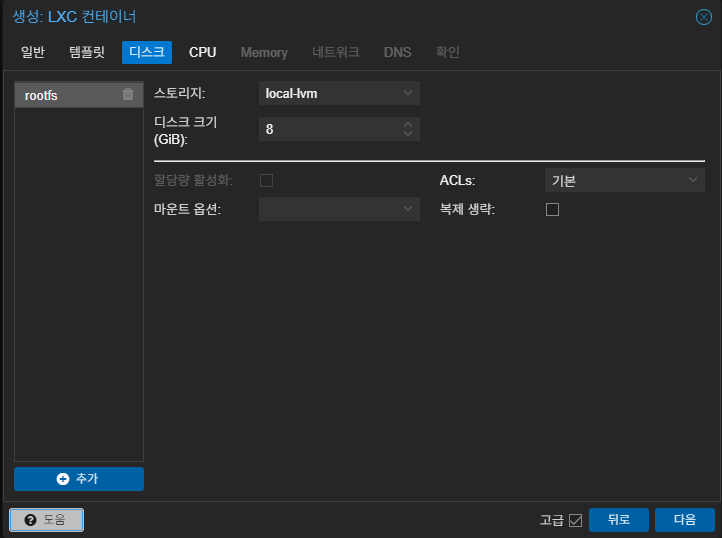 생성: LXC 컨테이너
일반 템플릿 디스크 CPU Memory 네트워크 DNS 확인
rootfs
스토리지: local-lvm
디스크 크기 (GiB): 8
할당량 활성화: ACLs: 기본
마운트 옵션: 복제 생략:
추가
도움 고급 뒤로 다음